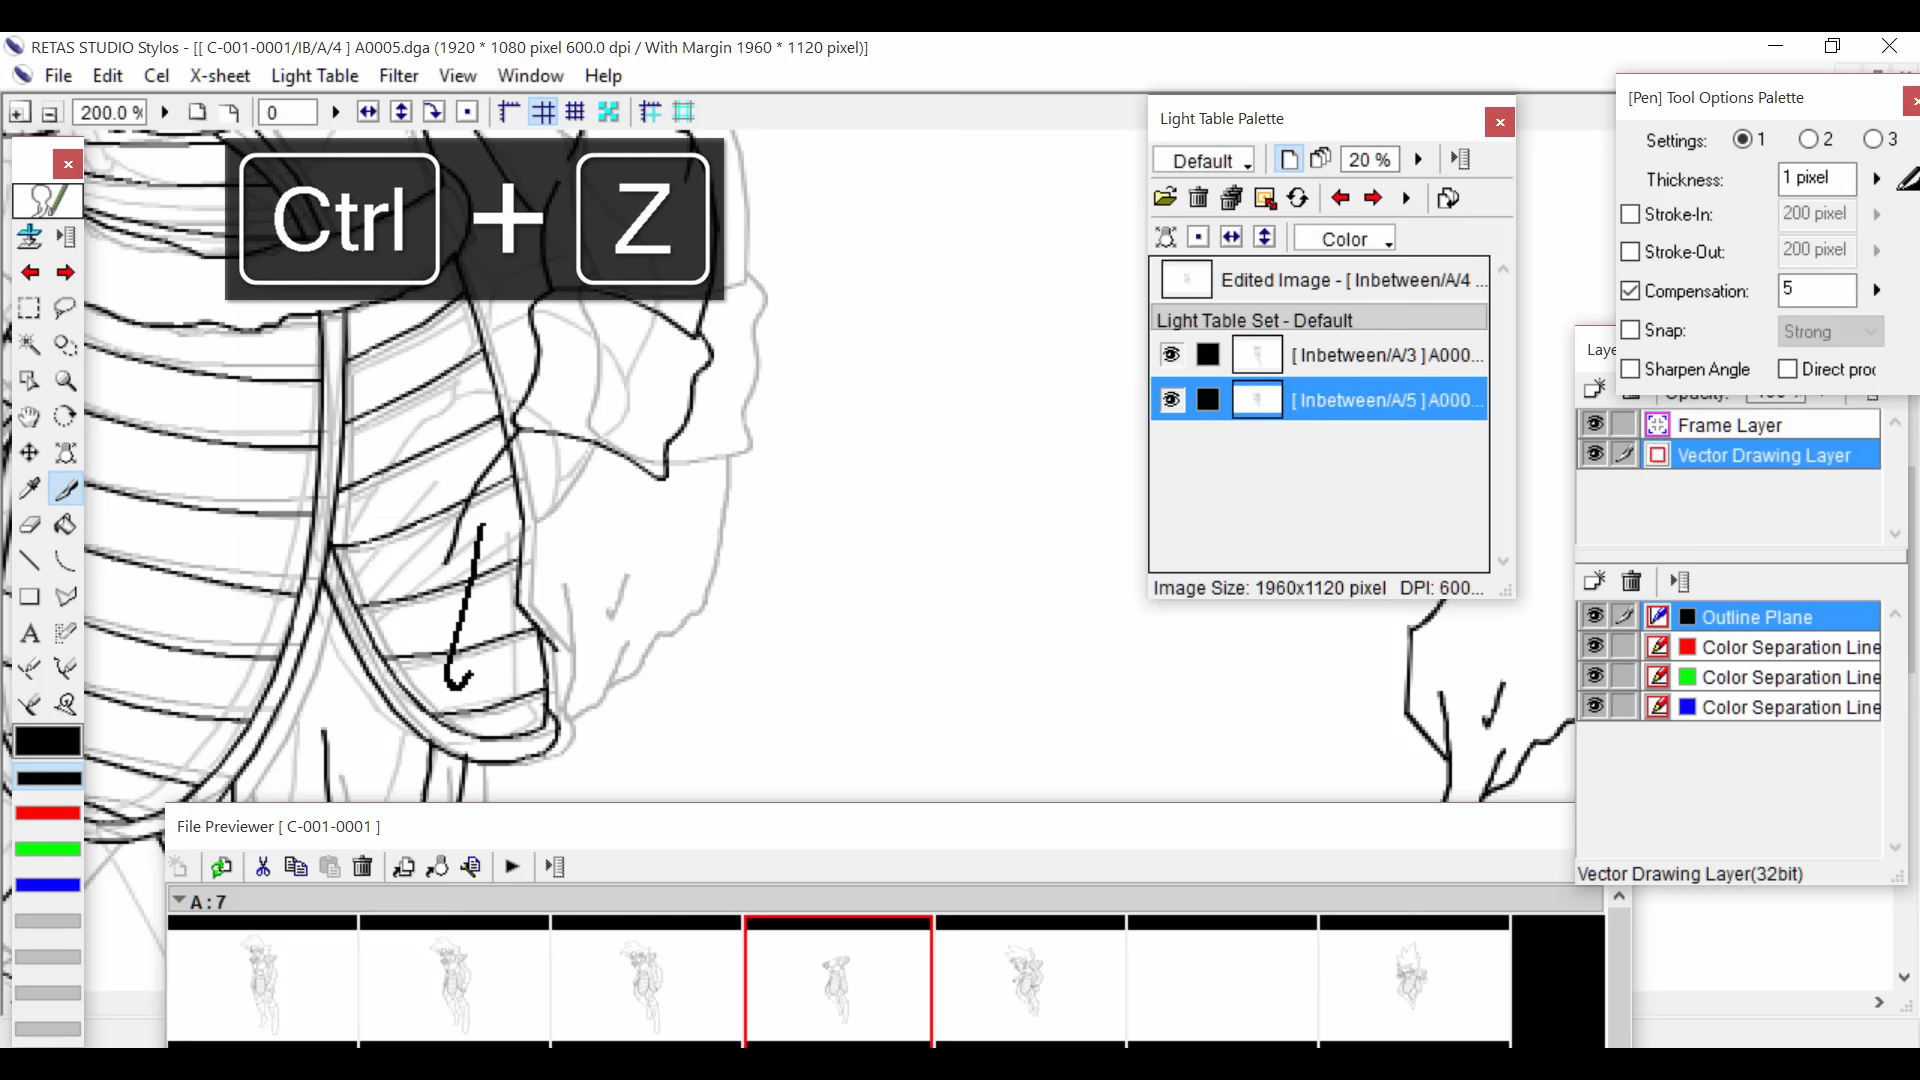 RETAS STUDIO Stylos - [[ C-001-0001/IB/A/4 ] A0005.dga (1920 * 1080 pixel 600.0 dpi / With Margin 1960 * 1120 pixel)]
File Edit Cel X-sheet Light Table Filter View Window Help
200.0 %
0
Ctrl + Z
Light Table Palette
Default
20 %
Color
Edited Image - [ Inbetween/A/4 ...
Light Table Set - Default
[ Inbetween/A/3 ] A000...
[ Inbetween/A/5 ] A000...
Image Size: 1960x1120 pixel DPI: 600...
[Pen] Tool Options Palette
Settings: 1 2 3
Thickness: 1 pixel
Stroke-In: 200 pixel
Stroke-Out: 200 pixel
Compensation: 5
Snap: Strong
Sharpen Angle Direct proc
Laye
Opacity:
Frame Layer
Vector Drawing Layer
Outline Plane
Color Separation Line
Color Separation Line
Color Separation Line
Vector Drawing Layer(32bit)
File Previewer [ C-001-0001 ]
A : 7